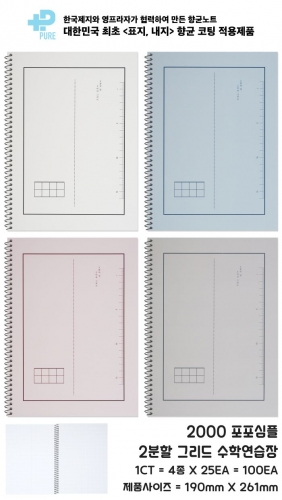 PURE
한국제지와 영프라자가 협력하여 만든 향균노트
대한민국 최초 <표지, 내지> 향균 코팅 적용제품
2000 포포심플
2분할 그리드 수학연습장
1CT = 4종 X 25EA = 100EA
제품사이즈 = 190mm X 261mm